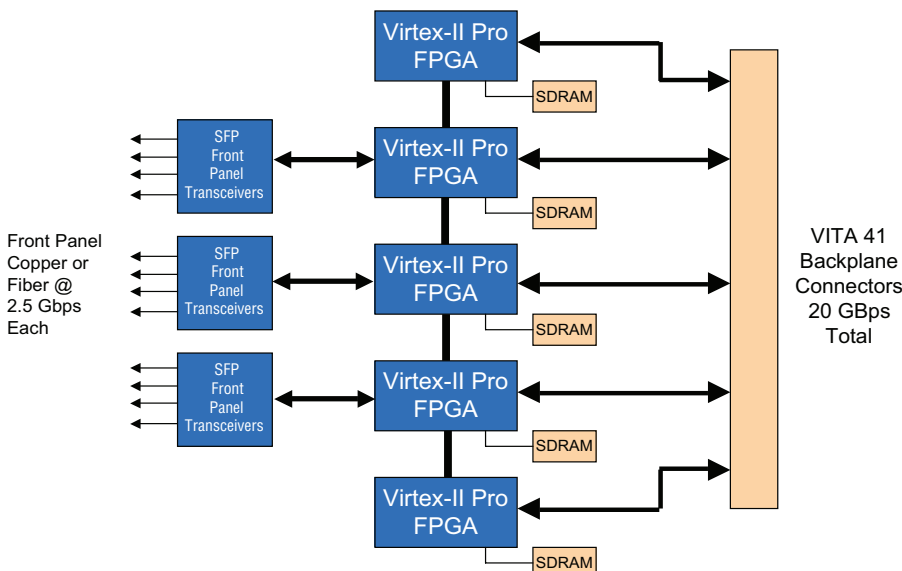 Virtex-II Pro
FPGA
SDRAM
SFP
Front
Panel
Transceivers
Virtex-II Pro
FPGA
SDRAM
Front Panel
Copper or
Fiber @
2.5 Gbps
Each
SFP
Front
Panel
Transceivers
Virtex-II Pro
FPGA
SDRAM
VITA 41
Backplane
Connectors
20 GBps
Total
SFP
Front
Panel
Transceivers
Virtex-II Pro
FPGA
SDRAM
Virtex-II Pro
FPGA
SDRAM